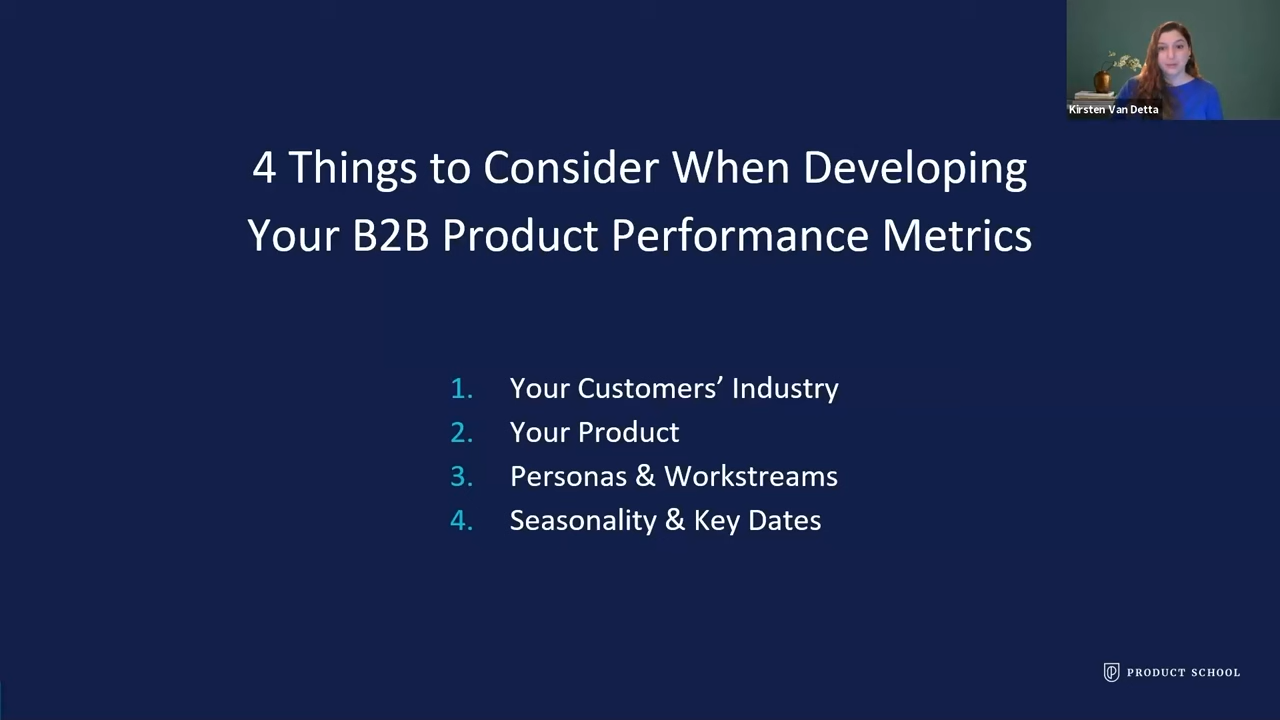 Kirsten Van Detta
4 Things to Consider When Developing
Your B2B Product Performance Metrics
1. Your Customers’ Industry
2. Your Product
3. Personas & Workstreams
4. Seasonality & Key Dates
PRODUCT SCHOOL